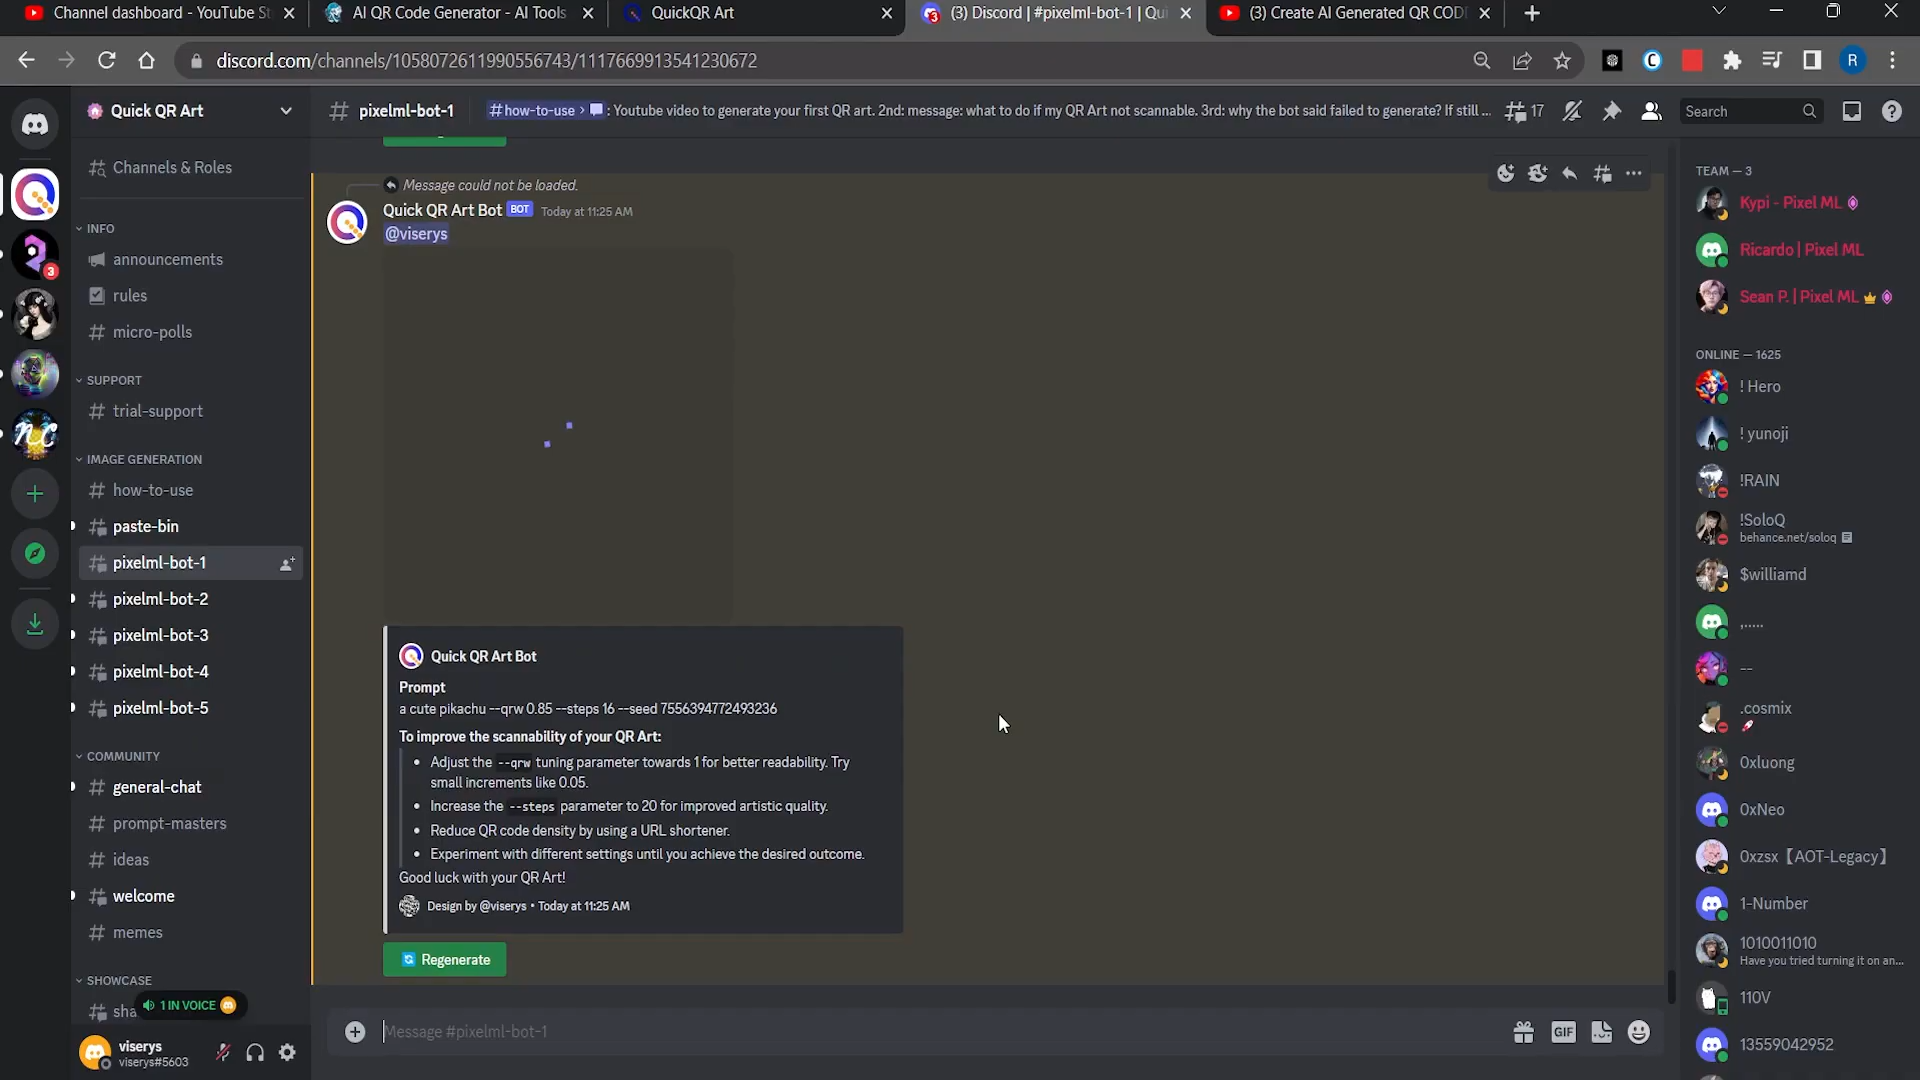 Channel dashboard - YouTube St
AI QR Code Generator - AI Tools
QuickQR Art
(3) Discord | #pixelml-bot-1 | Qui
(3) Create AI Generated QR CODE
discord.com/channels/1058072611990556743/1117669913541230672
R
Quick QR Art
pixelml-bot-1
#how-to-use > : Youtube video to generate your first QR art. 2nd: message: what to do if my QR Art not scannable. 3rd: why the bot said failed to generate? If still ...
17
Search
Channels & Roles
INFO
announcements
rules
micro-polls
SUPPORT
trial-support
IMAGE GENERATION
how-to-use
paste-bin
pixelml-bot-1
pixelml-bot-2
pixelml-bot-3
pixelml-bot-4
pixelml-bot-5
COMMUNITY
general-chat
prompt-masters
ideas
welcome
memes
SHOWCASE
sha
1 IN VOICE
viserys
viserys#5603
3
NC
Message could not be loaded.
Quick QR Art Bot BOT Today at 11:25 AM
@viserys
Quick QR Art Bot
Prompt
a cute pikachu --qrw 0.85 --steps 16 --seed 7556394772493236
To improve the scannability of your QR Art:
• Adjust the --qrw tuning parameter towards 1 for better readability. Try
small increments like 0.05.
• Increase the --steps parameter to 20 for improved artistic quality.
• Reduce QR code density by using a URL shortener.
• Experiment with different settings until you achieve the desired outcome.
Good luck with your QR Art!
Design by @viserys • Today at 11:25 AM
Regenerate
Message #pixelml-bot-1
GIF
TEAM — 3
Kypi - Pixel ML
Ricardo | Pixel ML
Sean P. | Pixel ML
ONLINE — 1625
! Hero
! yunoji
!RAIN
!SoloQ
behance.net/soloq
$williamd
,.....
--
.cosmix
0xluong
0xNeo
0xzsx【AOT-Legacy】
1-Number
1010011010
Have you tried turning it on an...
110V
13559042952